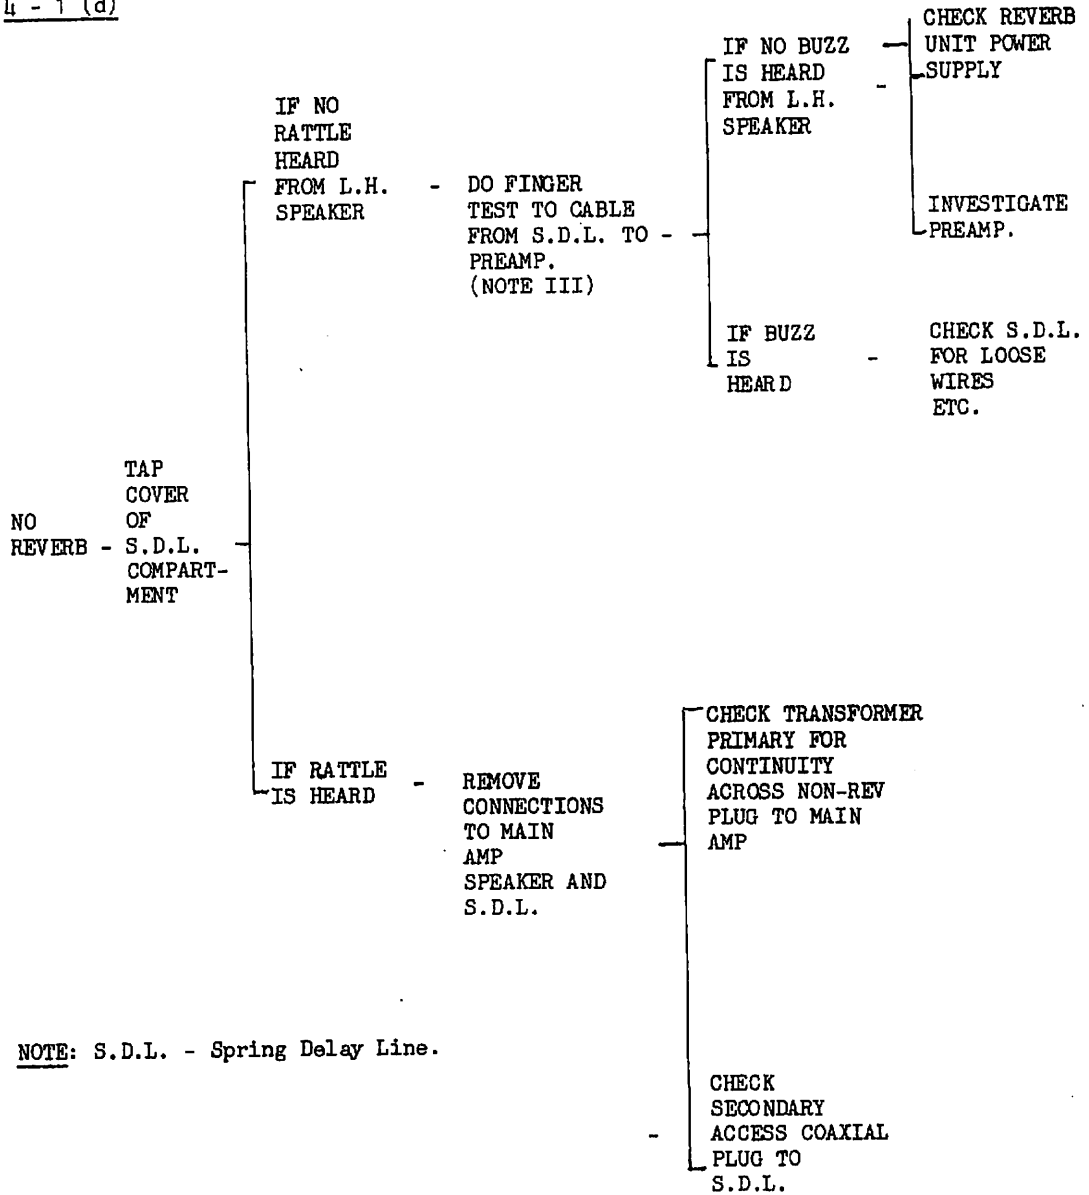 4 - 1 (d)
NO
REVERB -
TAP
COVER
OF
S.D.L.
COMPART-
MENT
IF NO
RATTLE
HEARD
FROM L.H.
SPEAKER
-
DO FINGER
TEST TO CABLE
FROM S.D.L. TO -
PREAMP.
(NOTE III)
IF NO BUZZ
IS HEARD
FROM L.H.
SPEAKER
-
CHECK REVERB
UNIT POWER
SUPPLY
INVESTIGATE
PREAMP.
IF BUZZ
IS
HEARD
-
CHECK S.D.L.
FOR LOOSE
WIRES
ETC.
IF RATTLE
IS HEARD
-
REMOVE
CONNECTIONS
TO MAIN
AMP
SPEAKER AND
S.D.L.
CHECK TRANSFORMER
PRIMARY FOR
CONTINUITY
ACROSS NON-REV
PLUG TO MAIN
AMP
-
CHECK
SECONDARY
ACCESS COAXIAL
PLUG TO
S.D.L.
NOTE: S.D.L. - Spring Delay Line.